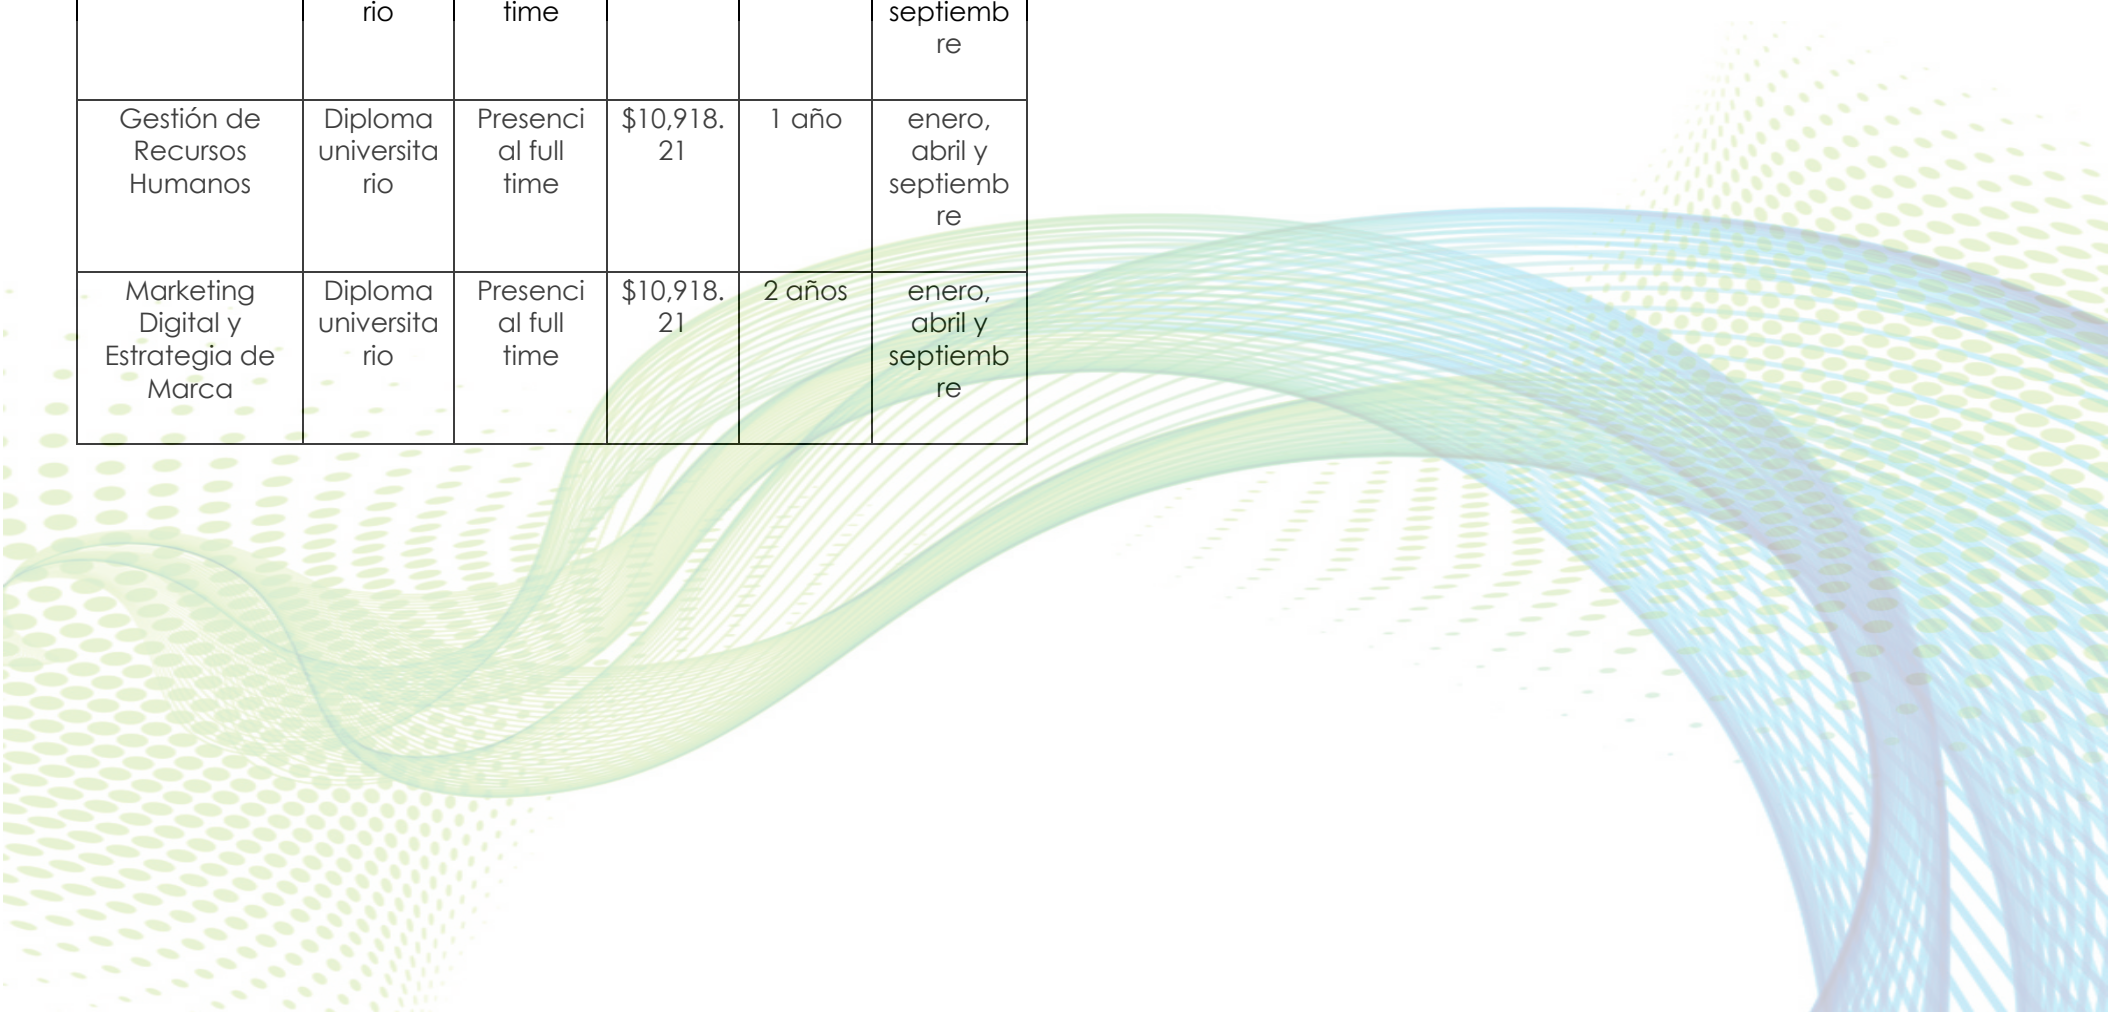 rio time septiemb
re
Gestión de Diploma Presenci $10,918. 1 año enero,
Recursos universita al full 21 abril y
Humanos rio time septiemb
re
Marketing Diploma Presenci $10,918. 2 años enero,
Digital y universita al full 21 abril y
Estrategia de rio time septiemb
Marca re